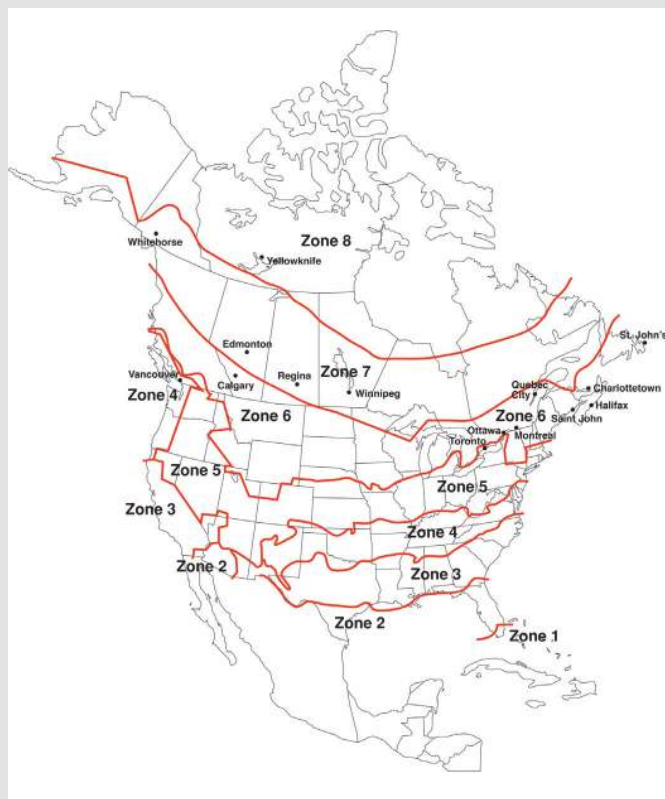 Zone 8
Whitehorse
Yellowknife
St. John's
Edmonton
Zone 7
Vancouver
Calgary
Regina
Winnipeg
Quebec
City
Charlottetown
Zone 4
Zone 6
Zone 6
Halifax
Saint John
Ottawa
Montreal
Toronto
Zone 5
Zone 5
Zone 3
Zone 4
Zone 2
Zone 3
Zone 2
Zone 1